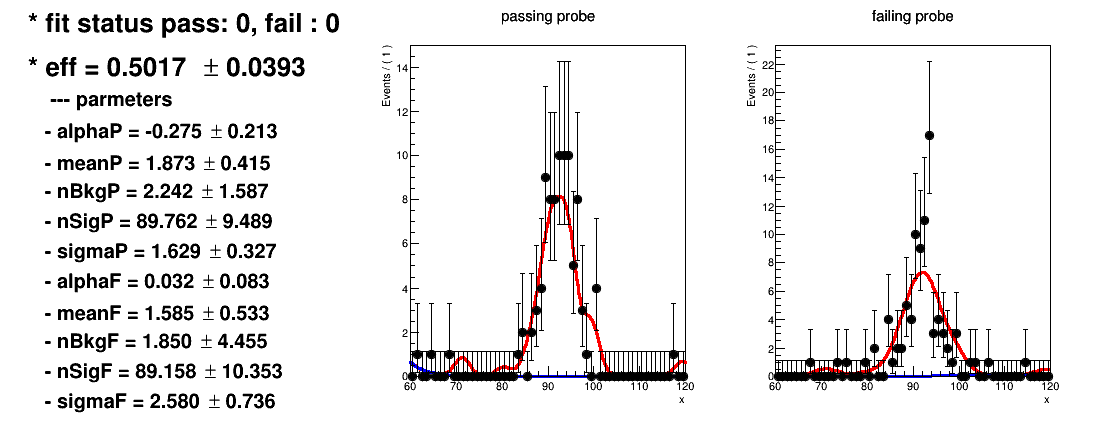 * fit status pass: 0, fail : 0
* eff = 0.5017 ± 0.0393
--- parmeters
- alphaP = -0.275 ± 0.213
- meanP = 1.873 ± 0.415
- nBkgP = 2.242 ± 1.587
- nSigP = 89.762 ± 9.489
- sigmaP = 1.629 ± 0.327
- alphaF = 0.032 ± 0.083
- meanF = 1.585 ± 0.533
- nBkgF = 1.850 ± 4.455
- nSigF = 89.158 ± 10.353
- sigmaF = 2.580 ± 0.736
passing probe
Events / ( 1 )
14
12
10
8
6
4
2
0
60 70 80 90 100 110 120
x
failing probe
Events / ( 1 )
22
20
18
16
14
12
10
8
6
4
2
0
60 70 80 90 100 110 120
x